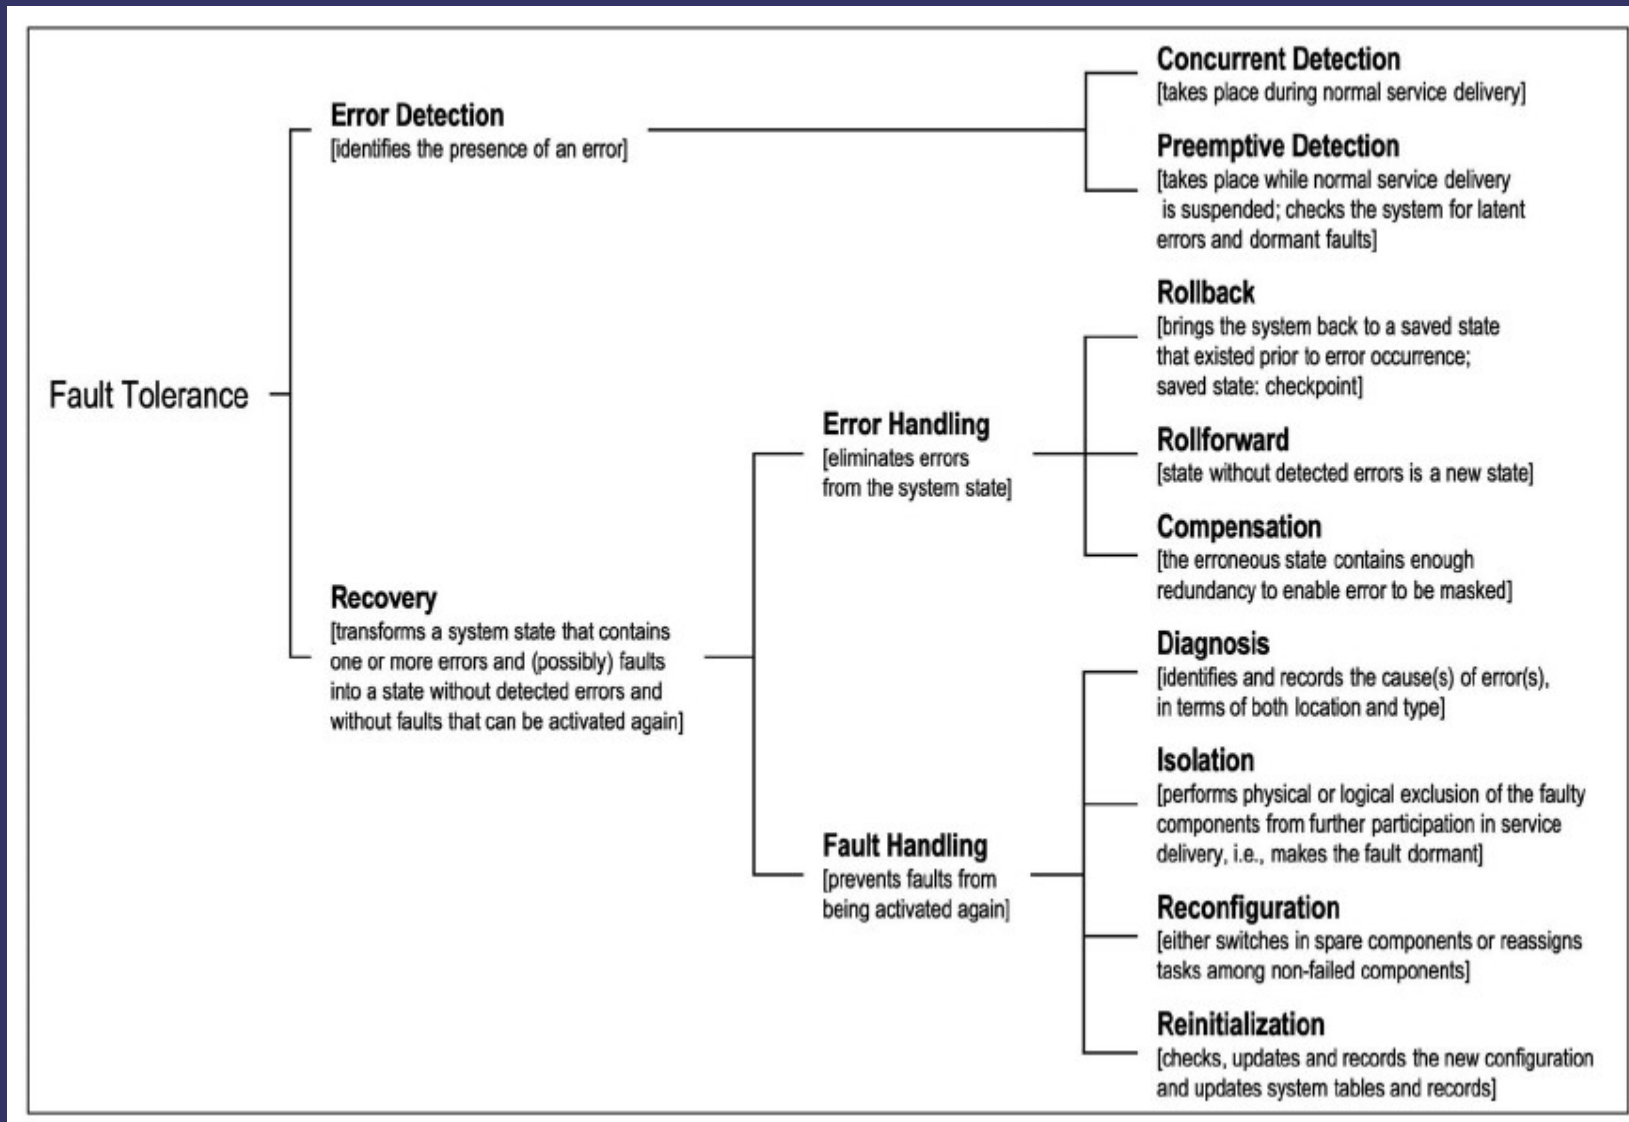 Fault Tolerance
Error Detection
[identifies the presence of an error]
Concurrent Detection
[takes place during normal service delivery]
Preemptive Detection
[takes place while normal service delivery
is suspended; checks the system for latent
errors and dormant faults]
Recovery
[transforms a system state that contains
one or more errors and (possibly) faults
into a state without detected errors and
without faults that can be activated again]
Error Handling
[eliminates errors
from the system state]
Rollback
[brings the system back to a saved state
that existed prior to error occurrence;
saved state: checkpoint]
Rollforward
[state without detected errors is a new state]
Compensation
[the erroneous state contains enough
redundancy to enable error to be masked]
Fault Handling
[prevents faults from
being activated again]
Diagnosis
[identifies and records the cause(s) of error(s),
in terms of both location and type]
Isolation
[performs physical or logical exclusion of the faulty
components from further participation in service
delivery, i.e., makes the fault dormant]
Reconfiguration
[either switches in spare components or reassigns
tasks among non-failed components]
Reinitialization
[checks, updates and records the new configuration
and updates system tables and records]